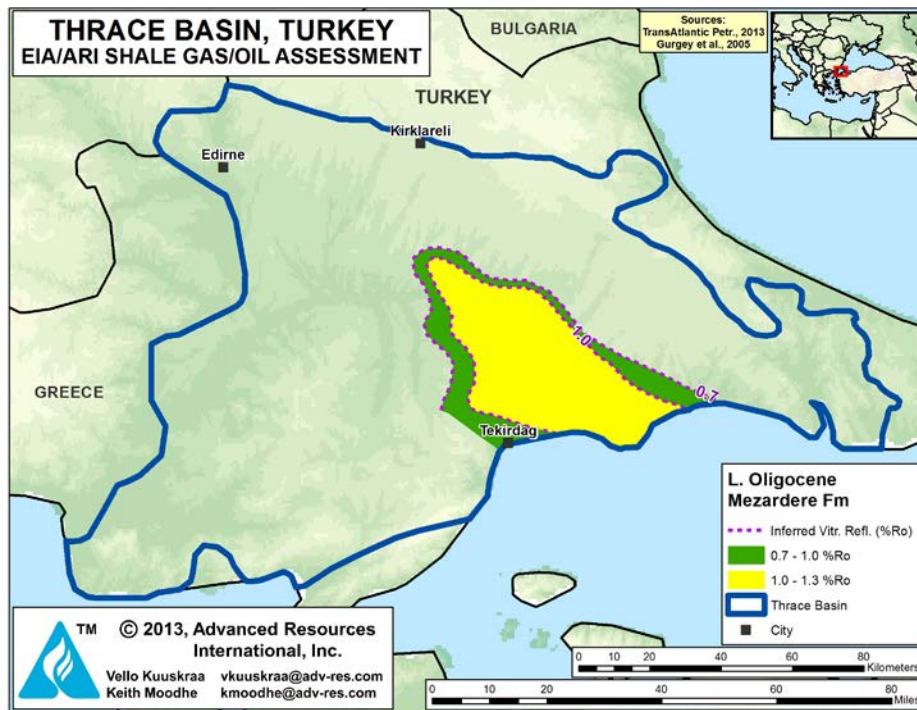 THRACE BASIN, TURKEY
EIA/ARI SHALE GAS/OIL ASSESSMENT
BULGARIA
Sources:
TransAtlantic Petr., 2013
Gurgey et al., 2005
TURKEY
Kirklareli
Edirne
1.0
GREECE
0.7
Tekirdag
L. Oligocene
Mezardere Fm
Inferred Vitr. Refl. (%Ro)
0.7 - 1.0 %Ro
1.0 - 1.3 %Ro
Thrace Basin
City
TM
© 2013, Advanced Resources
International, Inc.
Vello Kuuskraa vkuuskraa@adv-res.com
Keith Moodhe kmoodhe@adv-res.com
0 20 40 60 80
Kilometers
0 20 40 60 80
Miles